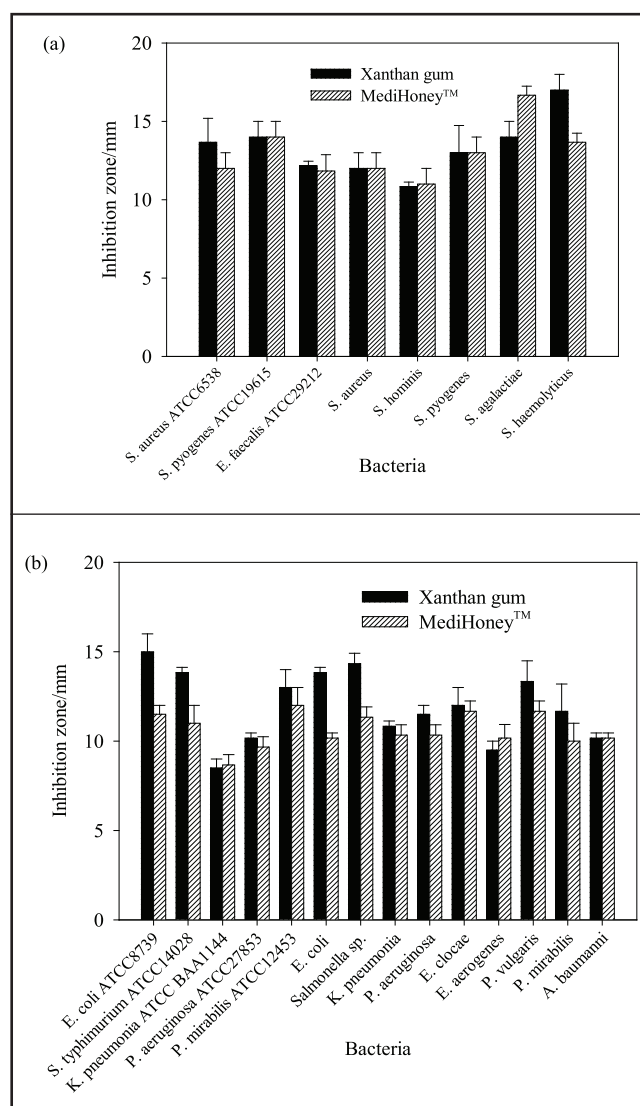 (a)
20
15
10
5
0
Inhibition zone/mm
Xanthan gum
MediHoney™
S. aureus ATCC6538
S. pyogenes ATCC19615
E. faecalis ATCC29212
S. aureus
S. hominis
S. pyogenes
S. agalactiae
S. haemolyticus
Bacteria
(b)
20
15
10
5
0
Inhibition zone/mm
Xanthan gum
MediHoney™
E. coli ATCC8739
S. typhimurium ATCC14028
K. pneumonia ATCC BAA1144
P. aeruginosa ATCC27853
P. mirabilis ATCC12453
E. coli
Salmonella sp.
K. pneumonia
P. aeruginosa
E. clocae
E. aerogenes
P. vulgaris
P. mirabilis
A. baumanni
Bacteria